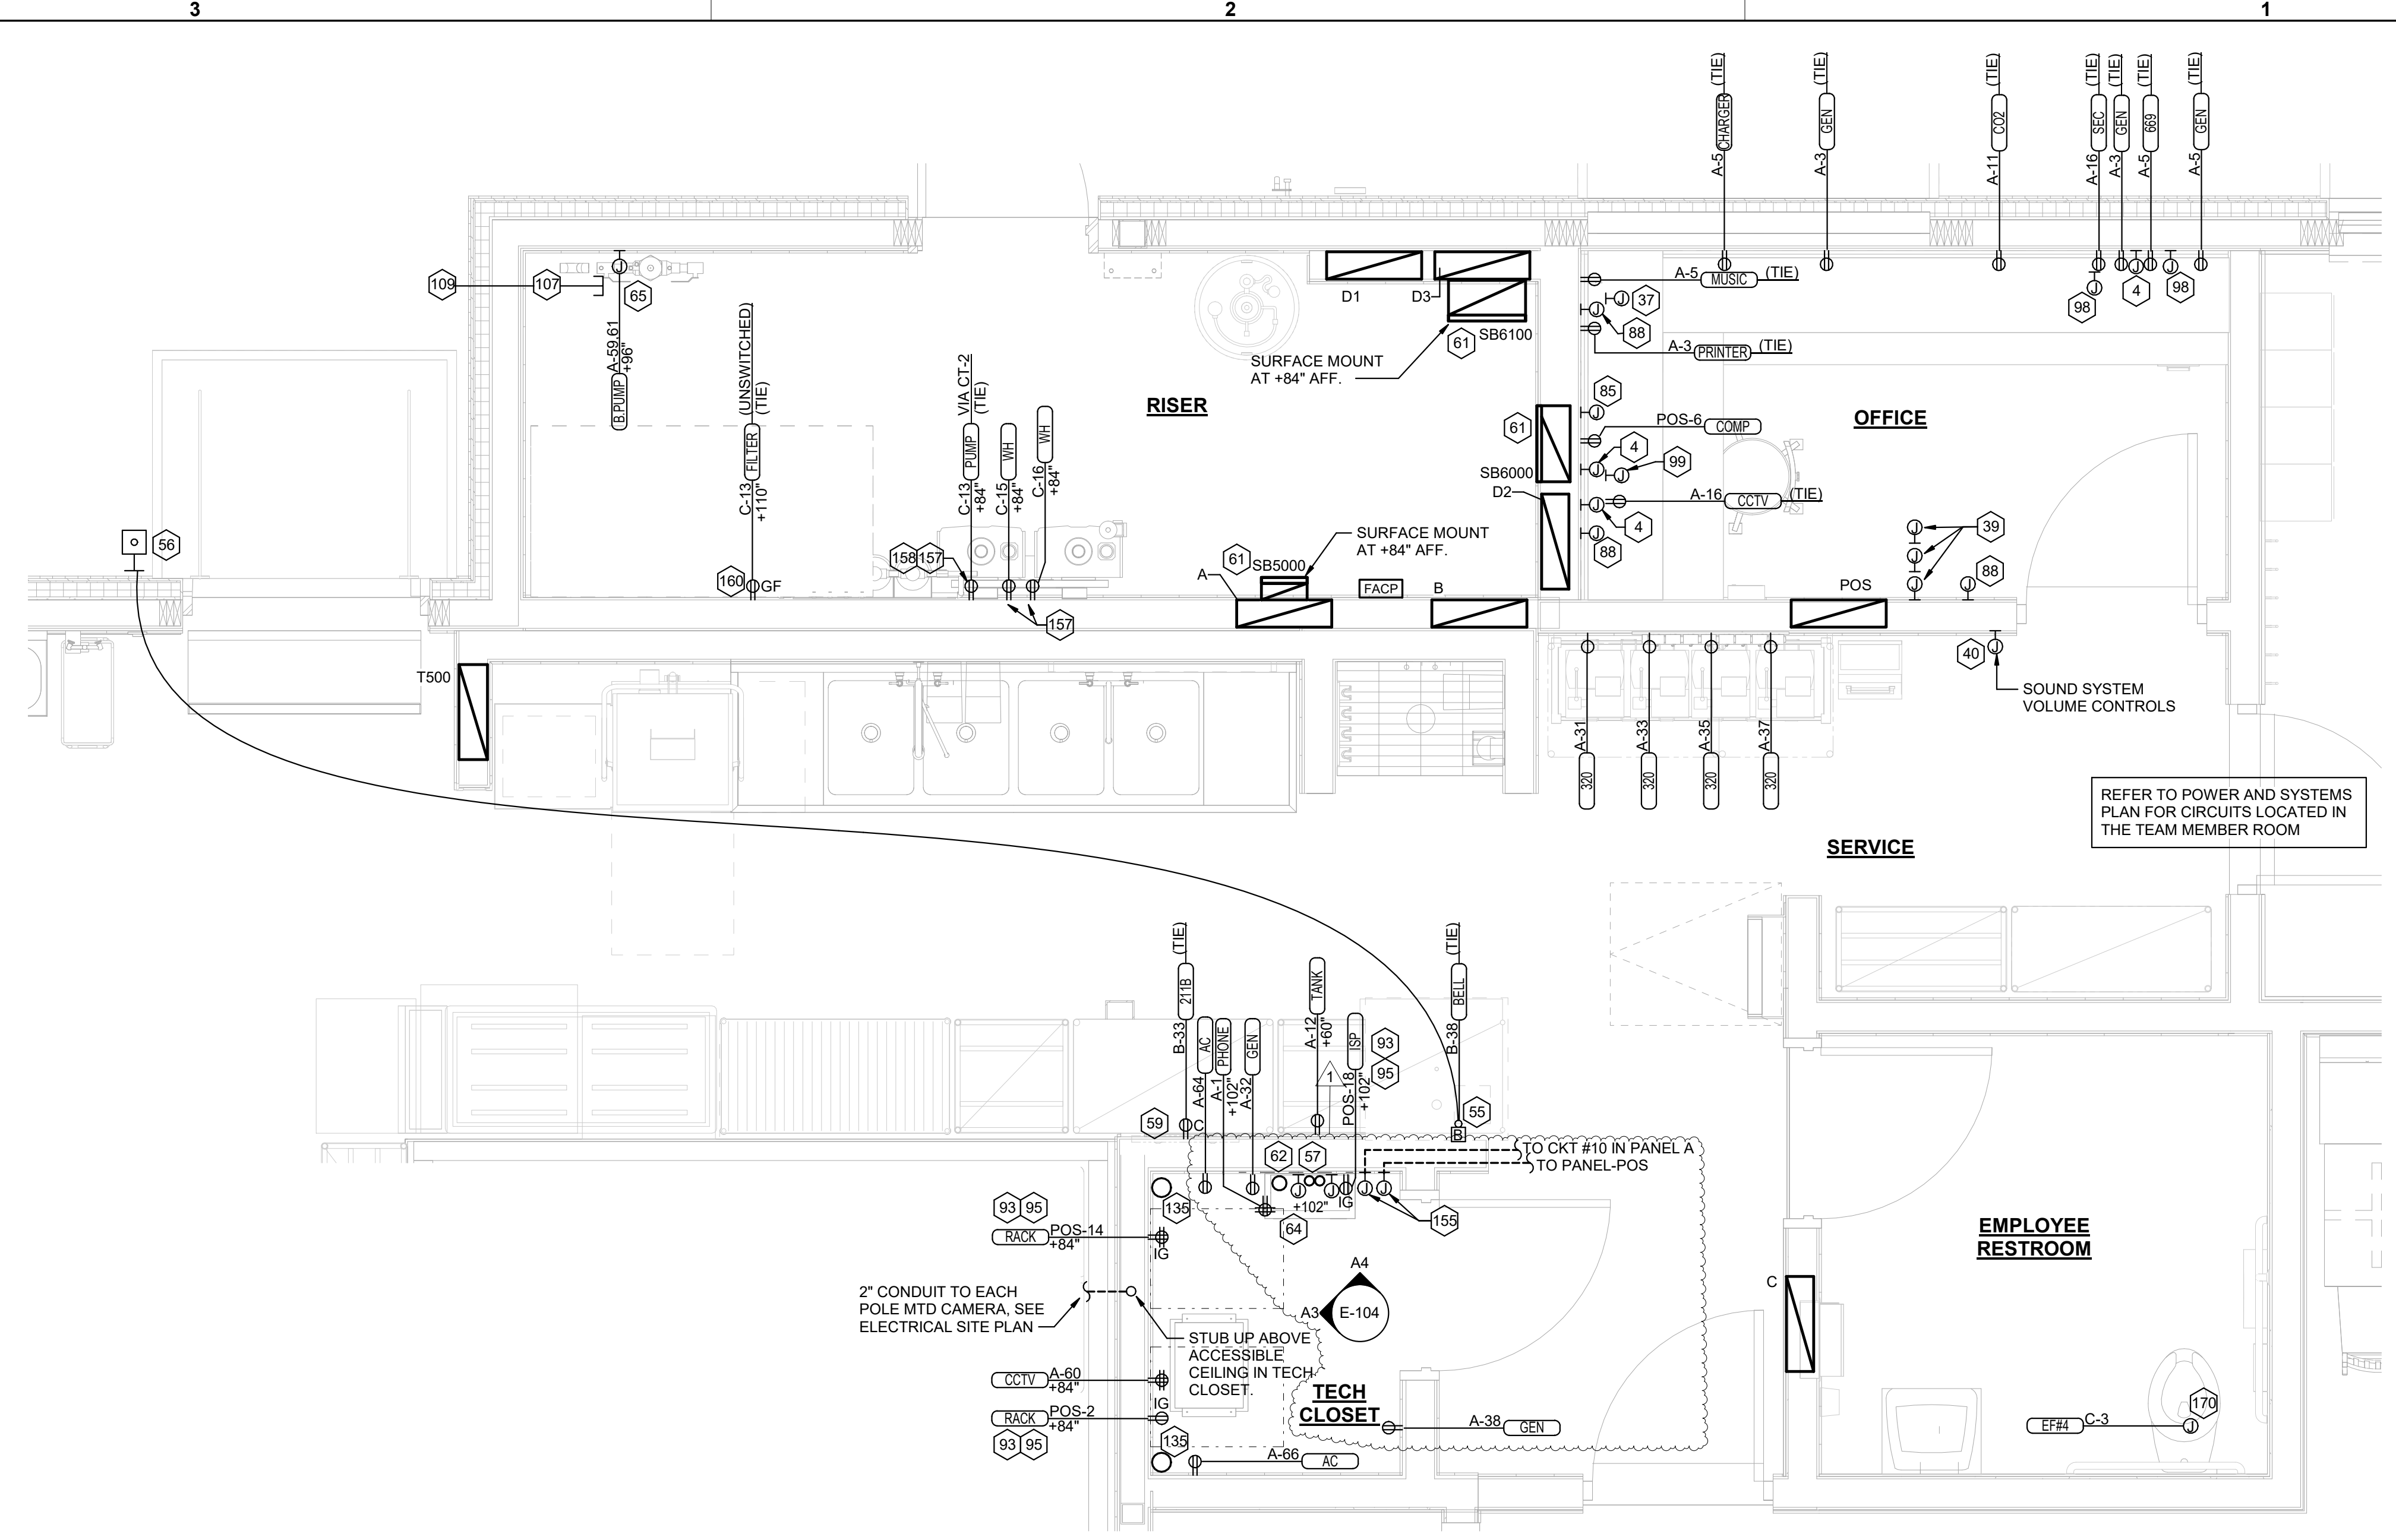 3
2
1
(TIE)
CHARGER
A-5
(TIE)
GEN
A-3
(TIE)
CO2
A-11
(TIE)
SEC
A-16
(TIE)
GEN
A-3
(TIE)
669
A-5
(TIE)
GEN
A-5
109
107
65
A-59,61
+96"
B.PUMP
(UNSWITCHED)
(TIE)
FILTER
C-13
+110"
160
GF
VIA CT-2
(TIE)
PUMP
C-13
+84"
WH
C-15
+84"
WH
C-16
+84"
158
157
157
RISER
D1
D3
SB6100
61
SURFACE MOUNT
AT +84" AFF.
61
SB6000
D2
SURFACE MOUNT
AT +84" AFF.
61
SB5000
A
FACP
B
A-5
MUSIC
(TIE)
37
88
A-3
PRINTER
(TIE)
85
POS-6
COMP
4
99
A-16
CCTV
(TIE)
4
88
OFFICE
J
98
J
4
J
98
39
88
POS
40
SOUND SYSTEM
VOLUME CONTROLS
56
T500
A-31
320
A-33
320
A-35
320
A-37
320
REFER TO POWER AND SYSTEMS
PLAN FOR CIRCUITS LOCATED IN
THE TEAM MEMBER ROOM
SERVICE
(TIE)
211B
B-33
AC
A-64
PHONE
A-1
+102"
GEN
A-32
TANK
A-12
+60"
1
ISP
POS-18
+102"
93
95
(TIE)
BELL
B-38
55
B
59
C
62
57
TO CKT #10 IN PANEL A
TO PANEL-POS
135
+102"
IG
64
155
93
95
RACK
POS-14
+84"
IG
2" CONDUIT TO EACH
POLE MTD CAMERA, SEE
ELECTRICAL SITE PLAN
STUB UP ABOVE
ACCESSIBLE
CEILING IN TECH
CLOSET.
A4
A3
E-104
CCTV
A-60
+84"
IG
RACK
POS-2
+84"
93
95
135
TECH
CLOSET
A-38
GEN
A-66
AC
C
EMPLOYEE
RESTROOM
170
EF#4
C-3
J